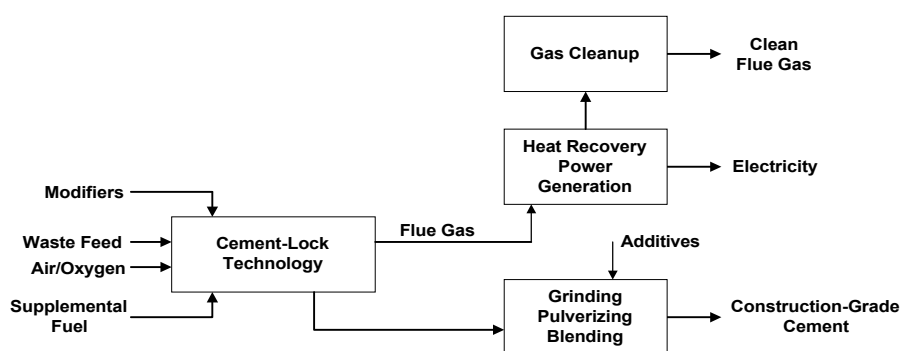 Gas Cleanup
Clean
Flue Gas
Heat Recovery
Power
Generation
Electricity
Modifiers
Waste Feed
Air/Oxygen
Supplemental
Fuel
Cement-Lock
Technology
Flue Gas
Additives
Grinding
Pulverizing
Blending
Construction-Grade
Cement